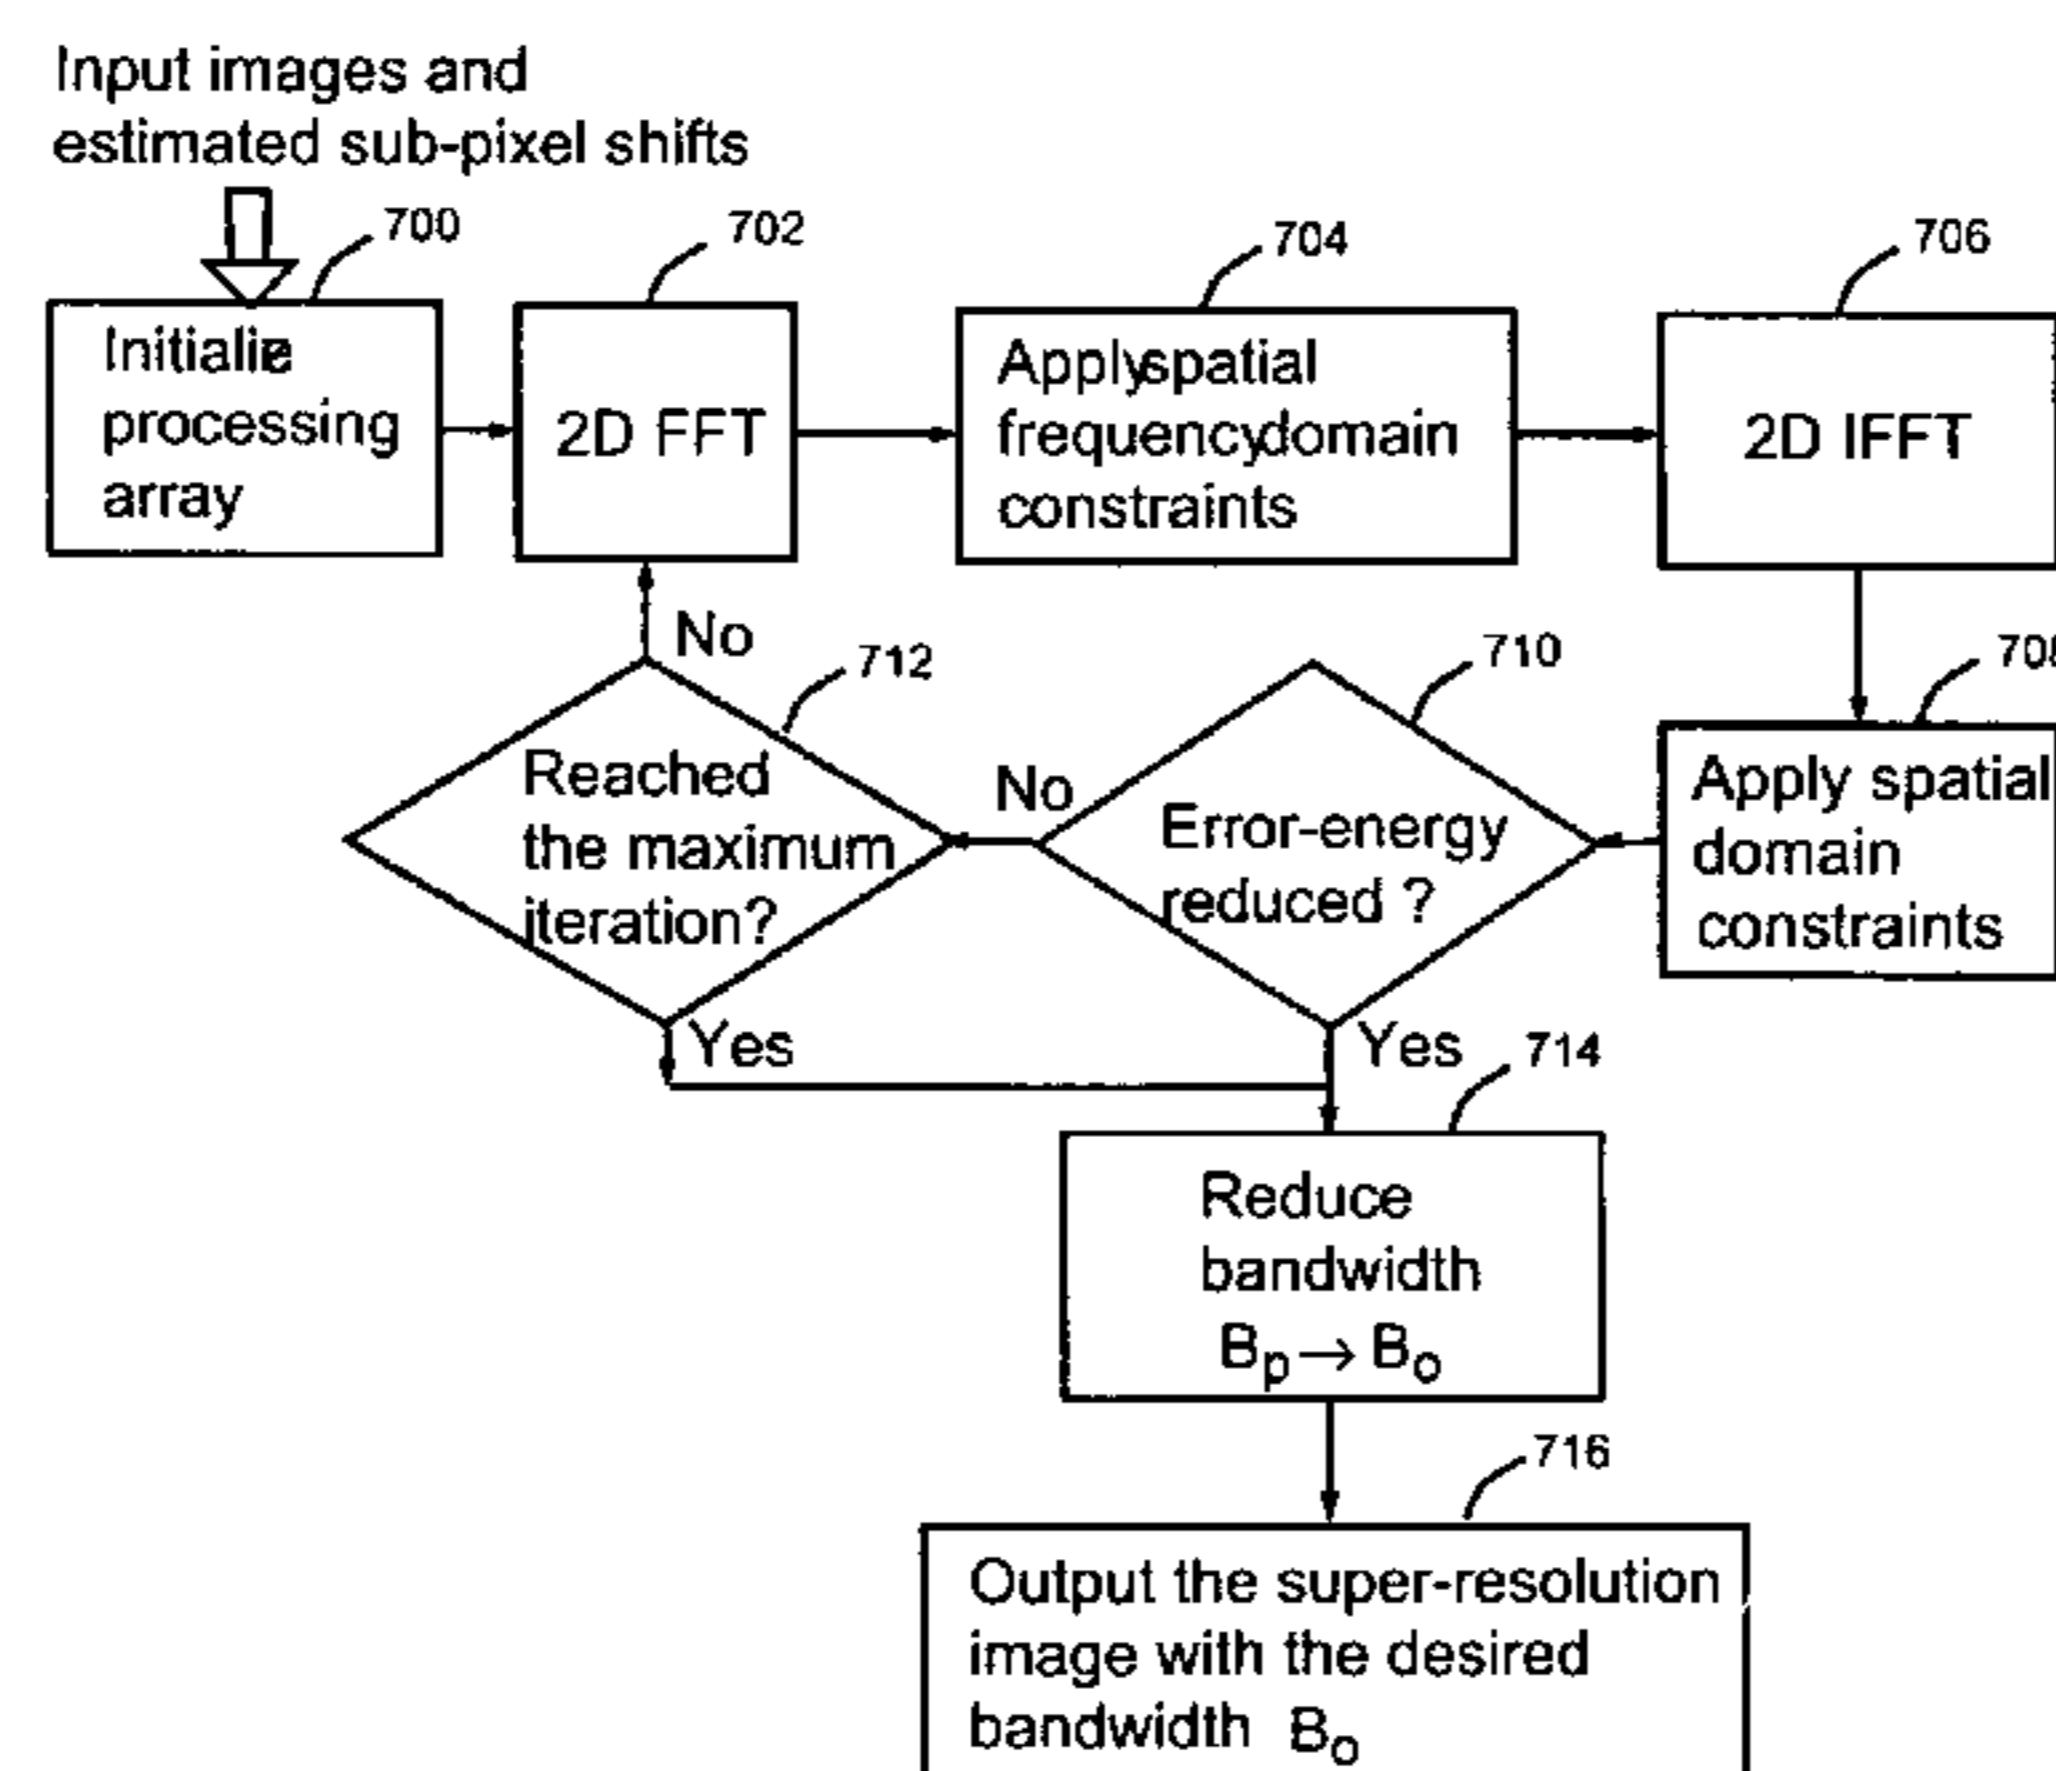 Input images and
estimated sub-pixel shifts
700
702
704
706
Initialie
processing
array
2D FFT
Applyspatial
frequencydomain
constraints
2D IFFT
No
712
710
Reached
the maximum
iteration?
No
Error-energy
reduced ?
Apply spatial
domain
constraints
Yes
Yes
714
Reduce
bandwidth
Bp → Bo
716
Output the super-resolution
image with the desired
bandwidth Bo